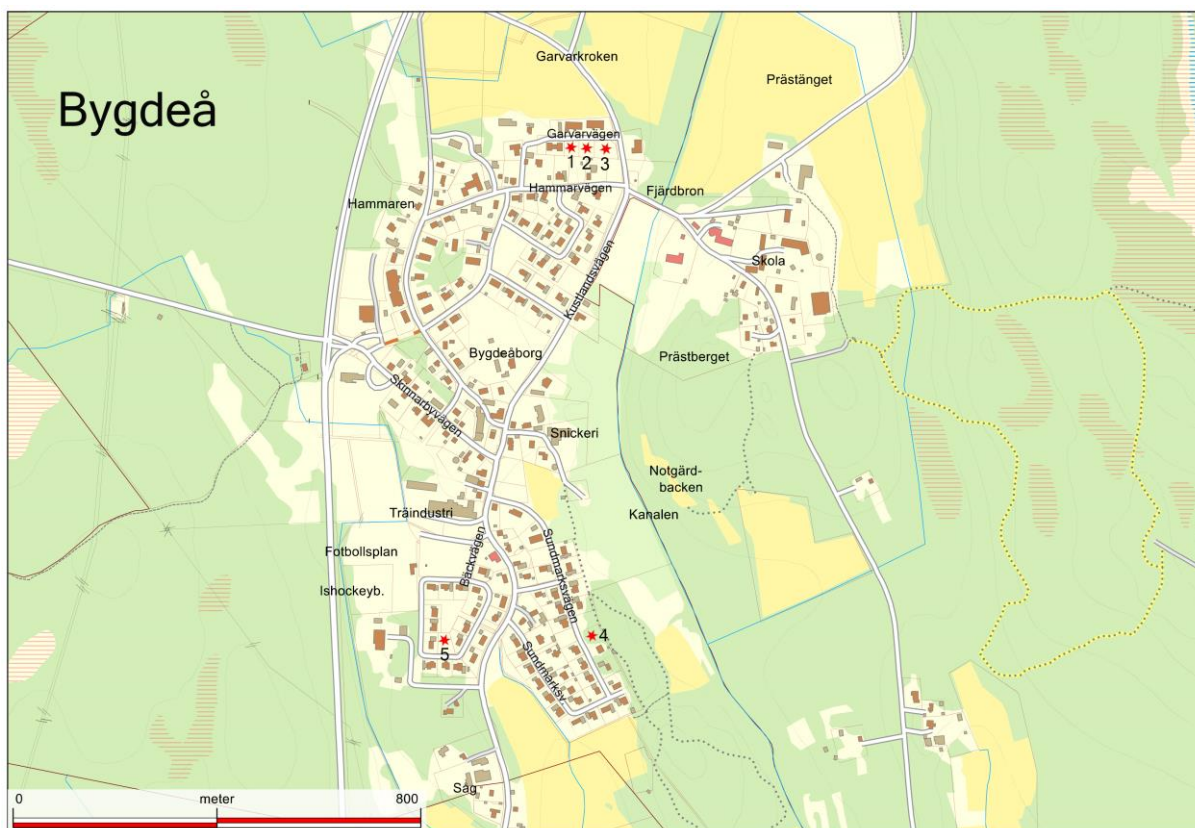 Bygdeå
Garvarkroken
Prästänget
Garvarvägen
1 2 3
Hammarvägen
Fjärdbron
Hammaren
Skola
Kustlandsvägen
Bygdeåborg
Prästberget
Skinnarbyvägen
Snickeri
Notgärd-
backen
Träindustri
Kanalen
Fotbollsplan
Bäckvägen
Sundmarksvägen
Ishockeyb.
4
5
Sundmarksv.
Såg
0 meter 800